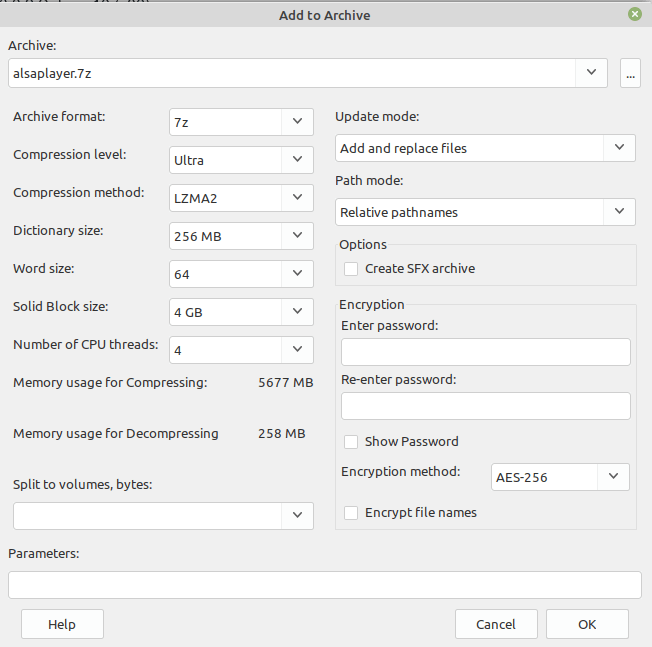 Add to Archive
Archive:
alsaplayer.7z
...
Archive format:
7z
Compression level:
Ultra
Compression method:
LZMA2
Dictionary size:
256 MB
Word size:
64
Solid Block size:
4 GB
Number of CPU threads:
4
Memory usage for Compressing:
5677 MB
Memory usage for Decompressing
258 MB
Split to volumes, bytes:
Update mode:
Add and replace files
Path mode:
Relative pathnames
Options
Create SFX archive
Encryption
Enter password:
Re-enter password:
Show Password
Encryption method:
AES-256
Encrypt file names
Parameters:
Help
Cancel
OK